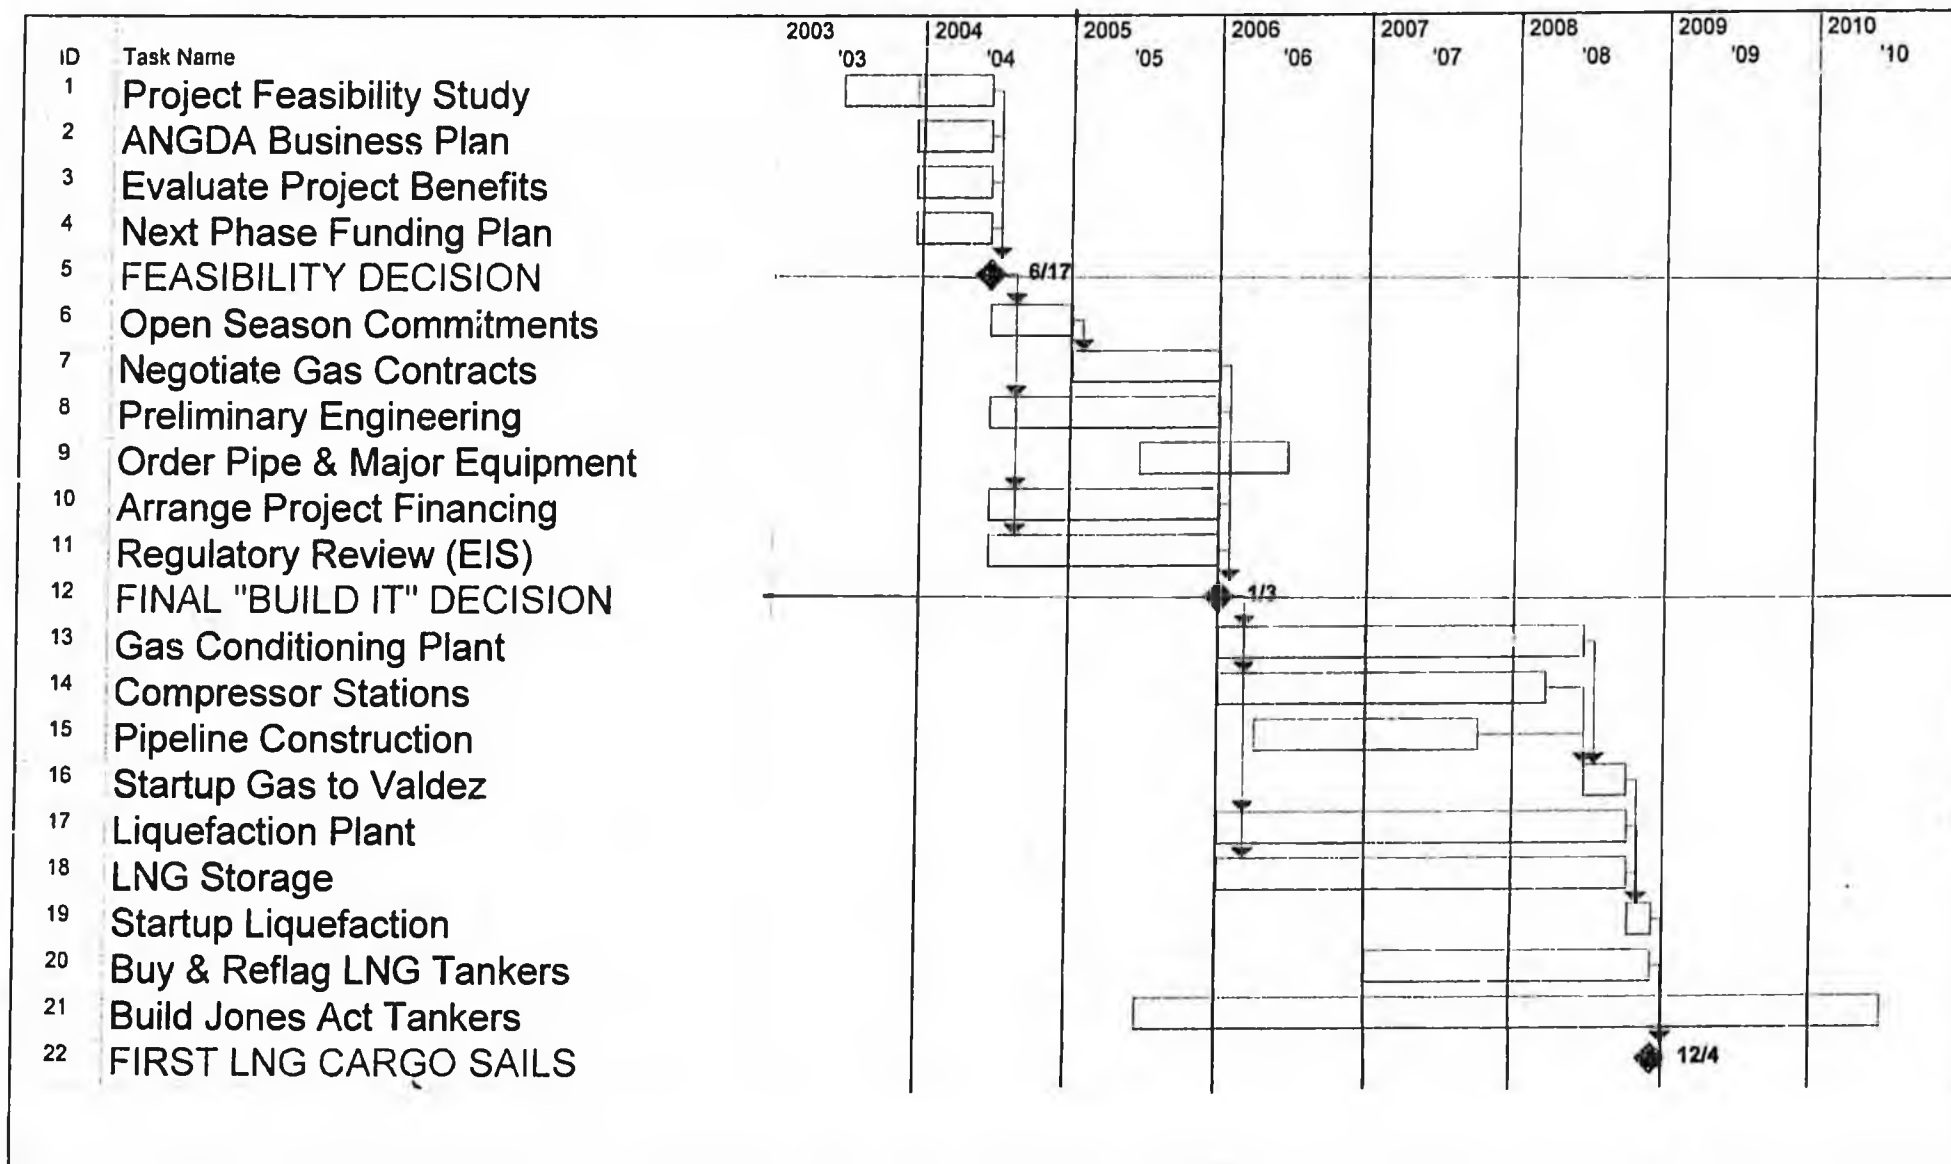 2003 2004 2005 2006 2007 2008 2009 2010
ID Task Name '03 '04 '05 '06 '07 '08 '09 '10
1 Project Feasibility Study
2 ANGDA Business Plan
3 Evaluate Project Benefits
4 Next Phase Funding Plan
5 FEASIBILITY DECISION 6/17
6 Open Season Commitments
7 Negotiate Gas Contracts
8 Preliminary Engineering
9 Order Pipe & Major Equipment
10 Arrange Project Financing
11 Regulatory Review (EIS)
12 FINAL "BUILD IT" DECISION 1/3
13 Gas Conditioning Plant
14 Compressor Stations
15 Pipeline Construction
16 Startup Gas to Valdez
17 Liquefaction Plant
18 LNG Storage
19 Startup Liquefaction
20 Buy & Reflag LNG Tankers
21 Build Jones Act Tankers
22 FIRST LNG CARGO SAILS 12/4